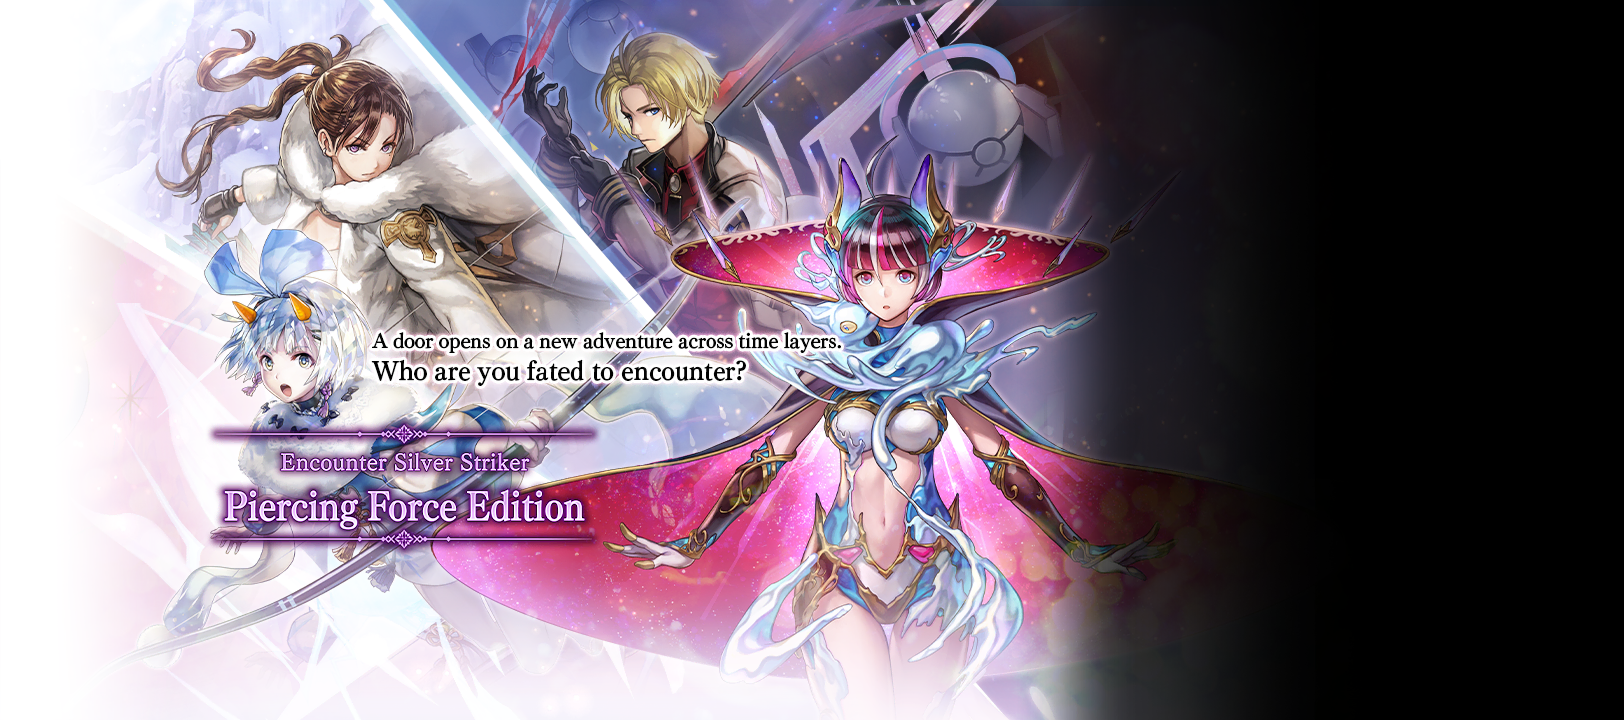 A door opens on a new adventure across time layers.
Who are you fated to encounter?
Encounter Silver Striker
Piercing Force Edition